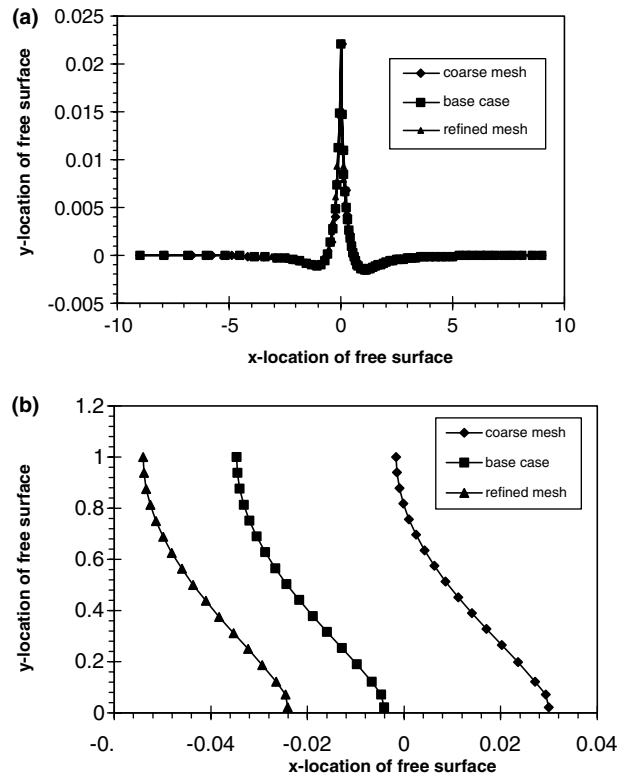 (a)
0.025
0.02
0.015
0.01
0.005
0
-0.005
y-location of free surface
coarse mesh
base case
refined mesh
-10
-5
0
5
10
x-location of free surface
(b)
1.2
1
0.8
0.6
0.4
0.2
0
y-location of free surface
coarse mesh
base case
refined mesh
-0.
-0.04
-0.02
0
0.02
0.04
x-location of free surface